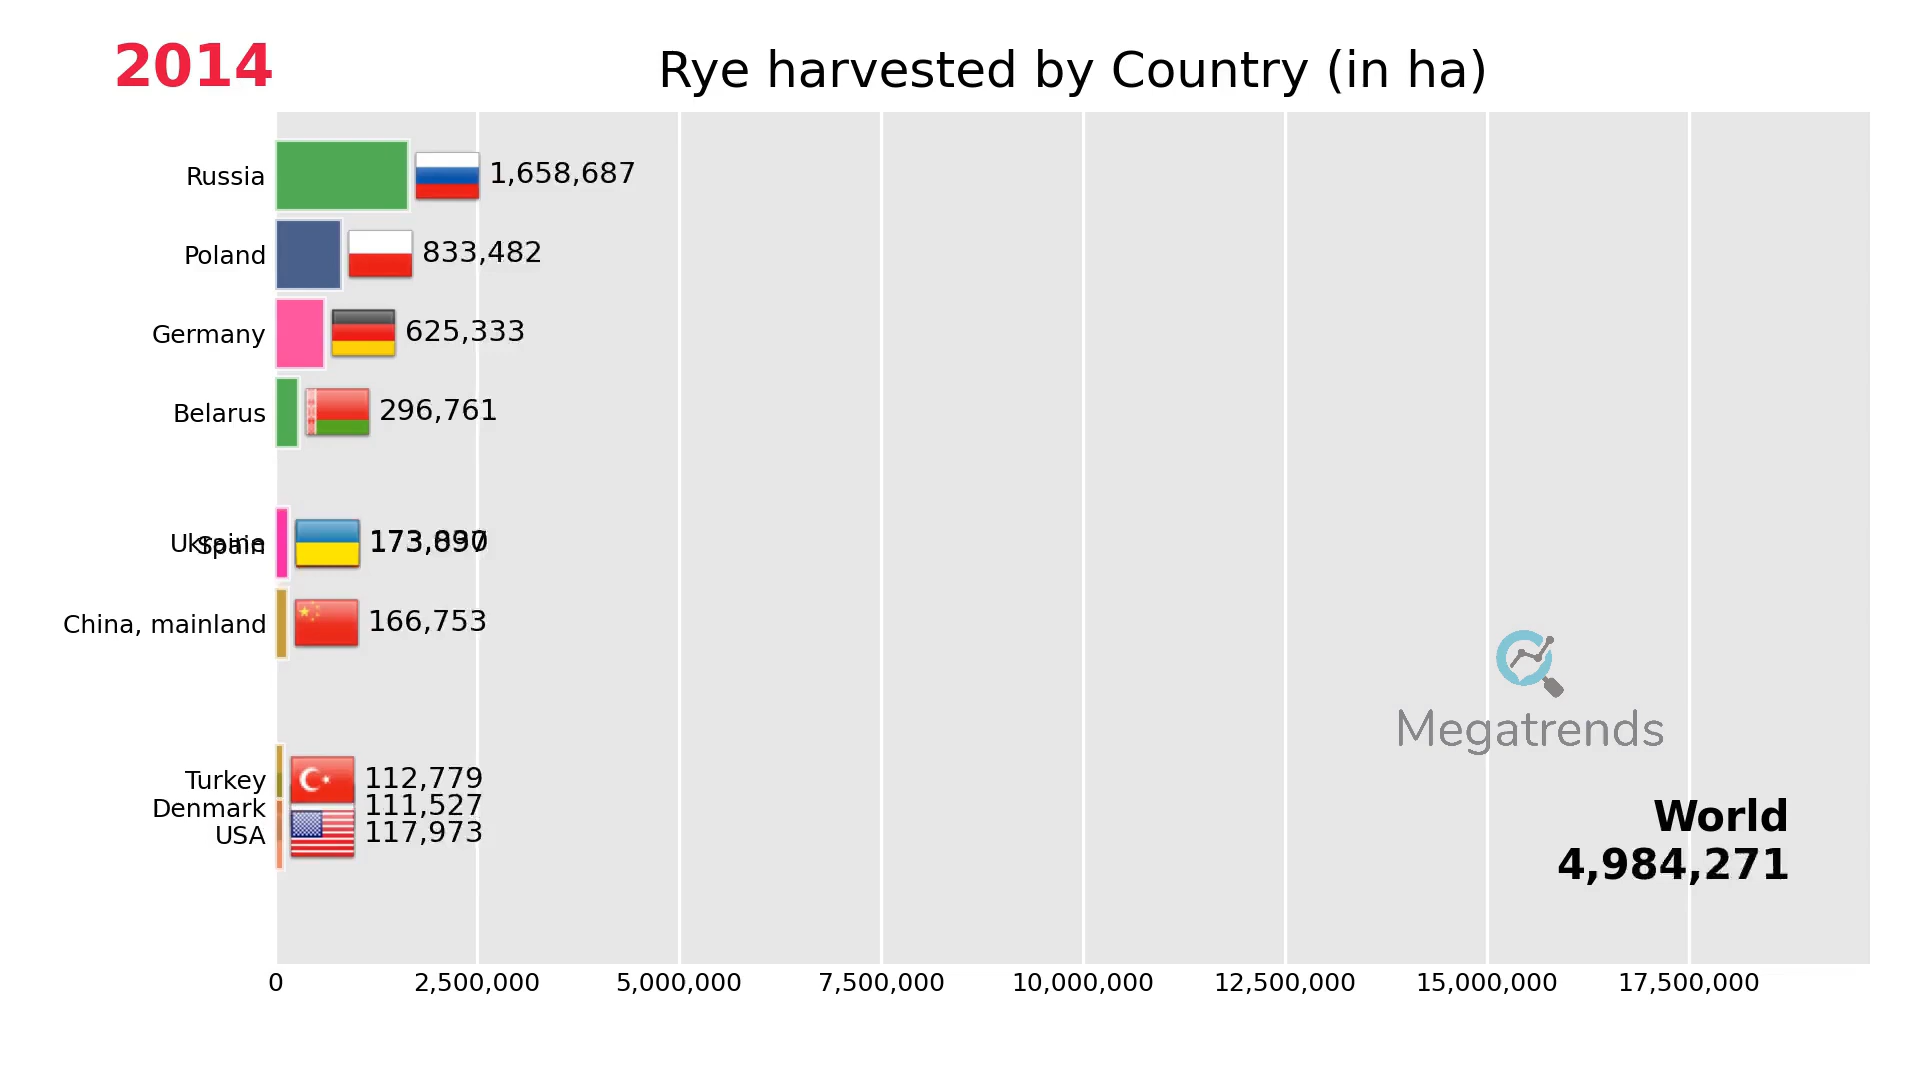 2014
Rye harvested by Country (in ha)
Russia 1,658,687
Poland 833,482
Germany 625,333
Belarus 296,761
Ukraine
Spain
China, mainland 166,753
Turkey 112,779
Denmark 111,527
USA 117,973
Megatrends
World
4,984,271
0 2,500,000 5,000,000 7,500,000 10,000,000 12,500,000 15,000,000 17,500,000